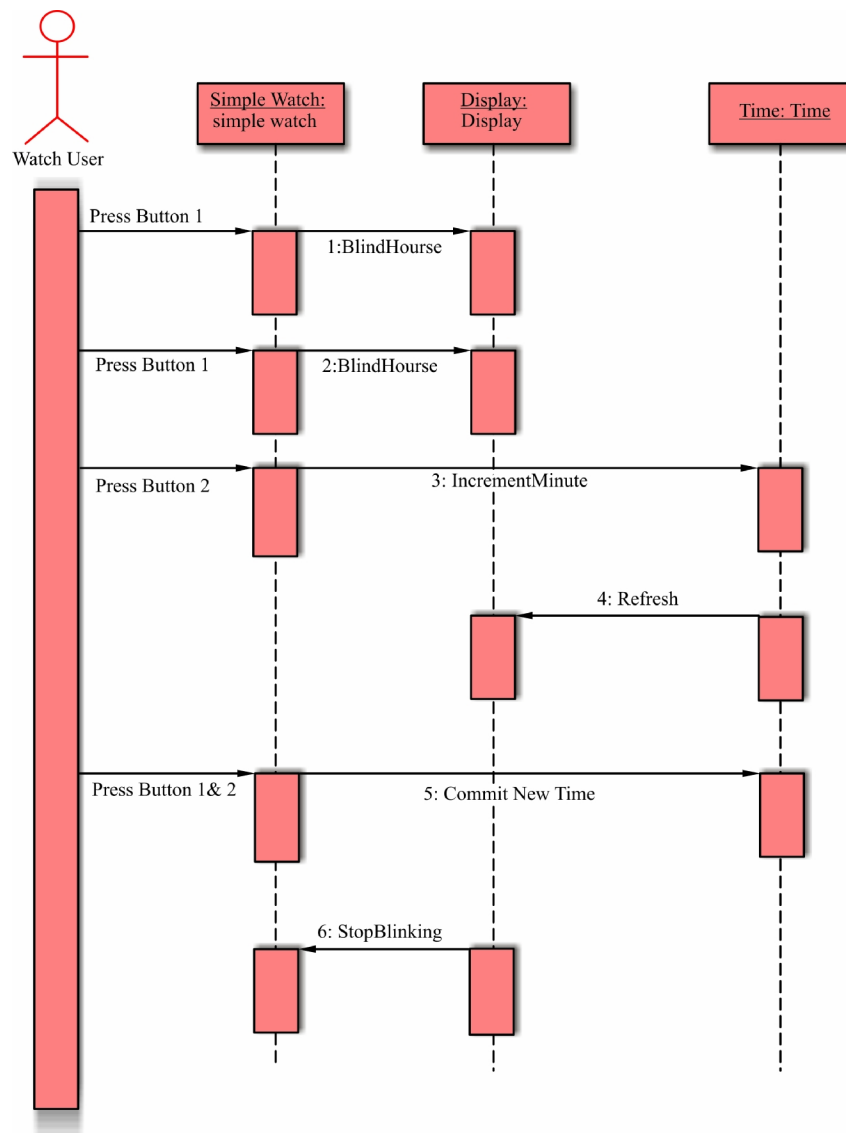 Watch User
Simple Watch:
simple watch
Display:
Display
Time: Time
Press Button 1
1:BlindHourse
Press Button 1
2:BlindHourse
Press Button 2
3: IncrementMinute
4: Refresh
Press Button 1& 2
5: Commit New Time
6: StopBlinking